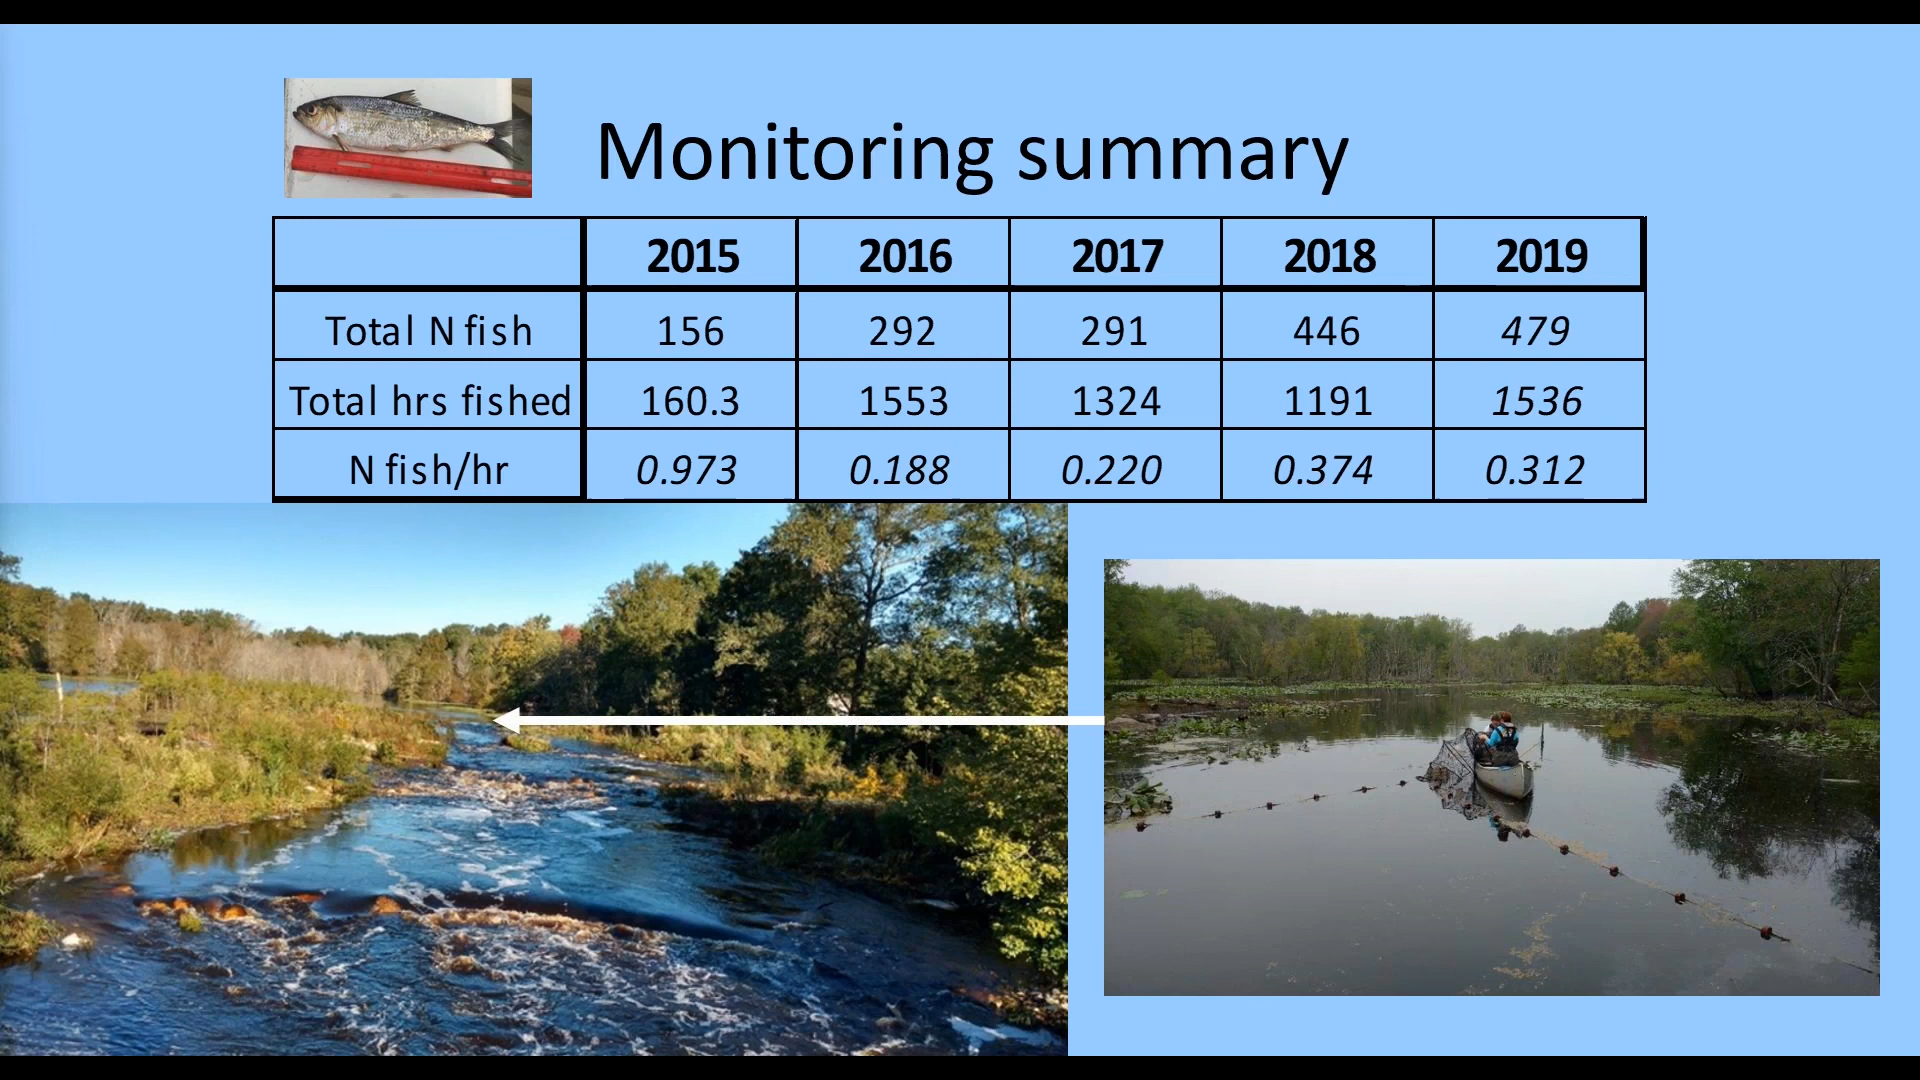 Monitoring summary
2015 2016 2017 2018 2019
Total N fish 156 292 291 446 479
Total hrs fished 160.3 1553 1324 1191 1536
N fish/hr 0.973 0.188 0.220 0.374 0.312